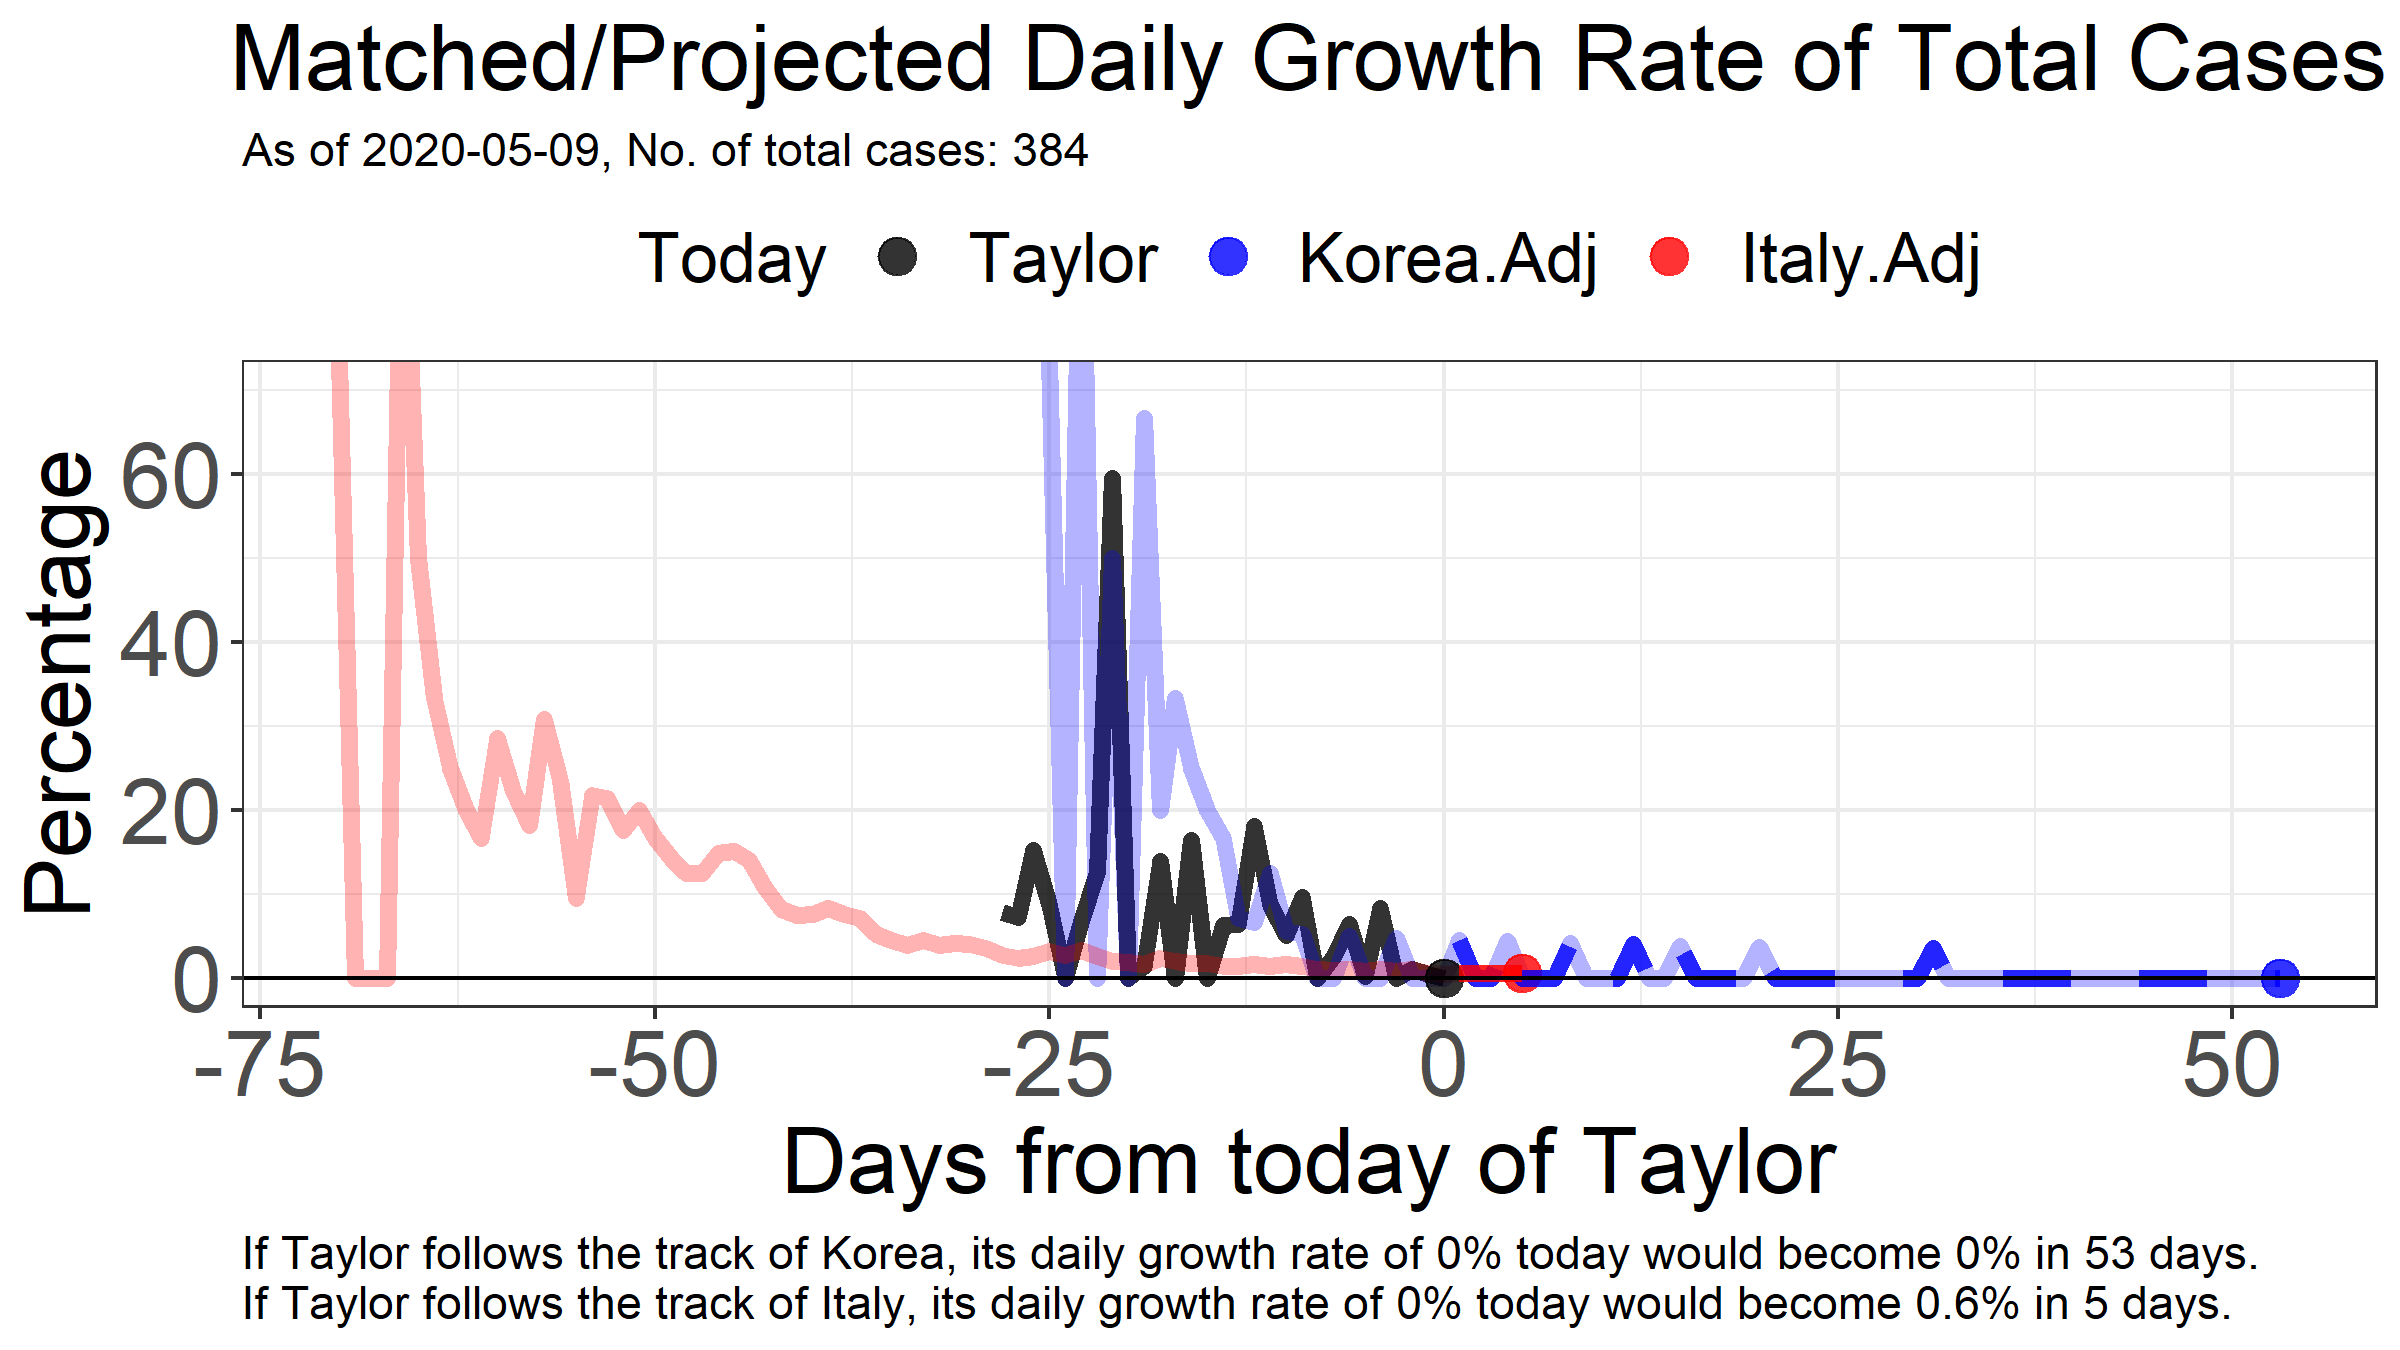 Matched/Projected Daily Growth Rate of Total Cases
As of 2020-05-09, No. of total cases: 384
Today Taylor Korea.Adj Italy.Adj
Percentage
60
40
20
0
-75 -50 -25 0 25 50
Days from today of Taylor
If Taylor follows the track of Korea, its daily growth rate of 0% today would become 0% in 53 days.
If Taylor follows the track of Italy, its daily growth rate of 0% today would become 0.6% in 5 days.